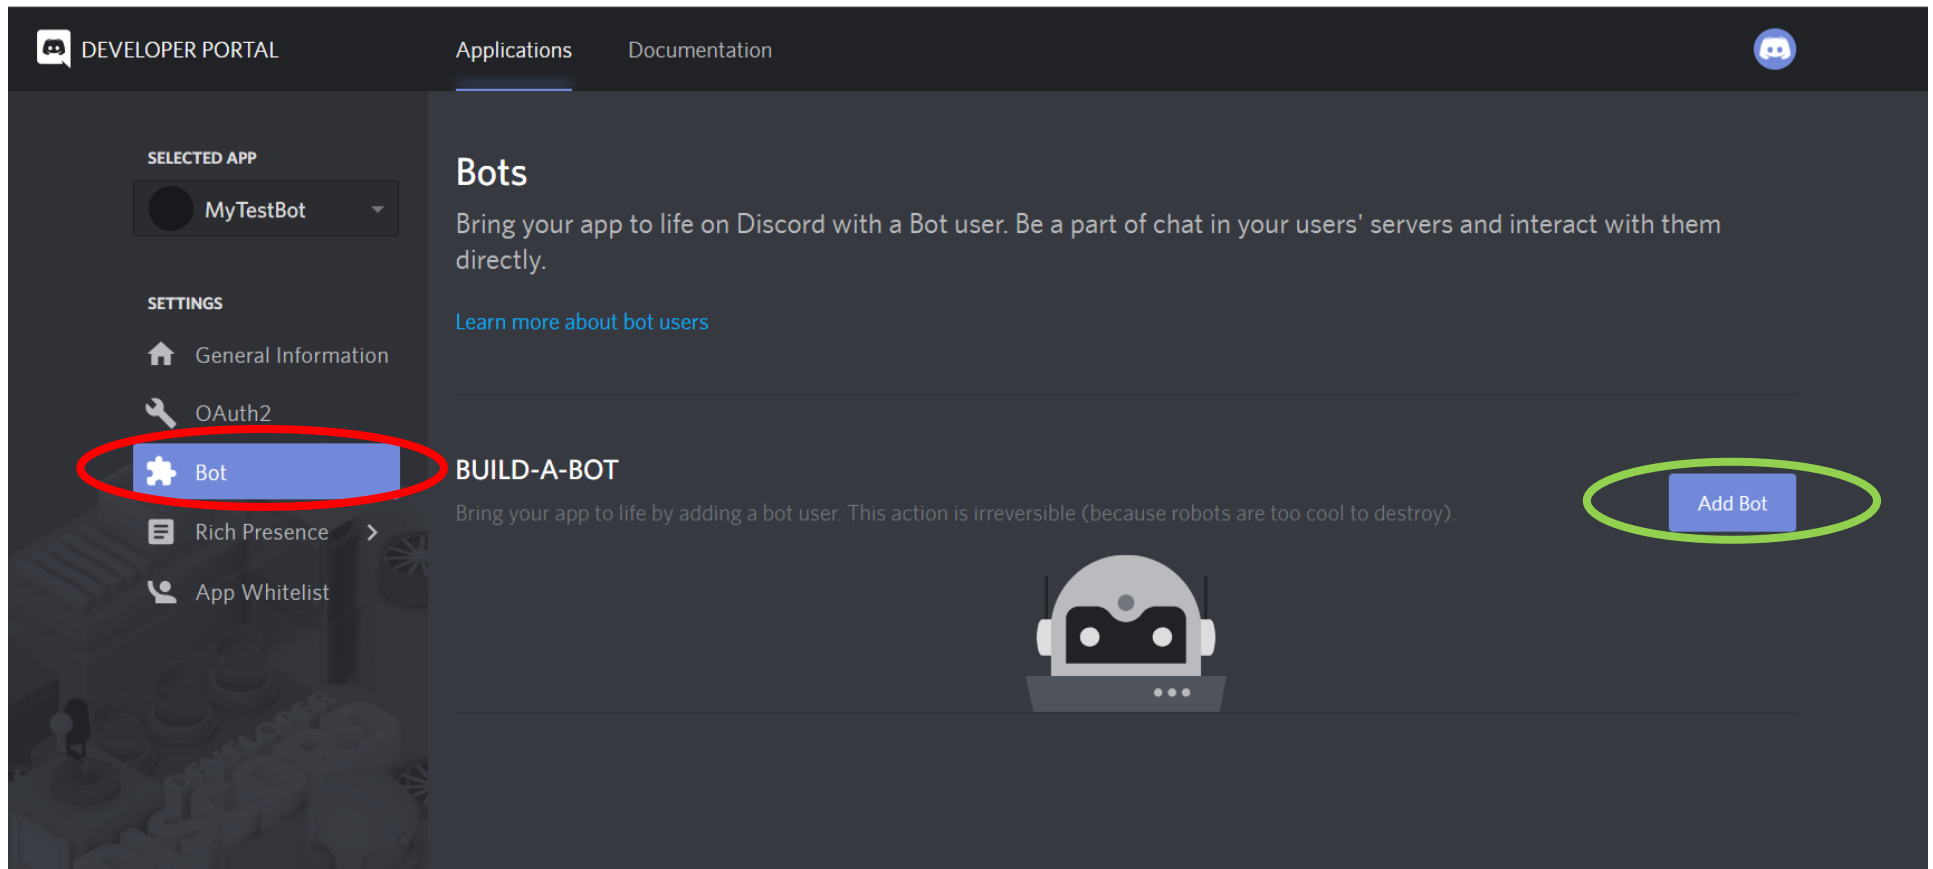 DEVELOPER PORTAL
Applications
Documentation
SELECTED APP
MyTestBot
SETTINGS
General Information
OAuth2
Bot
Rich Presence
App Whitelist
Bots
Bring your app to life on Discord with a Bot user. Be a part of chat in your users' servers and interact with them
directly.
Learn more about bot users
BUILD-A-BOT
Bring your app to life by adding a bot user. This action is irreversible (because robots are too cool to destroy).
Add Bot